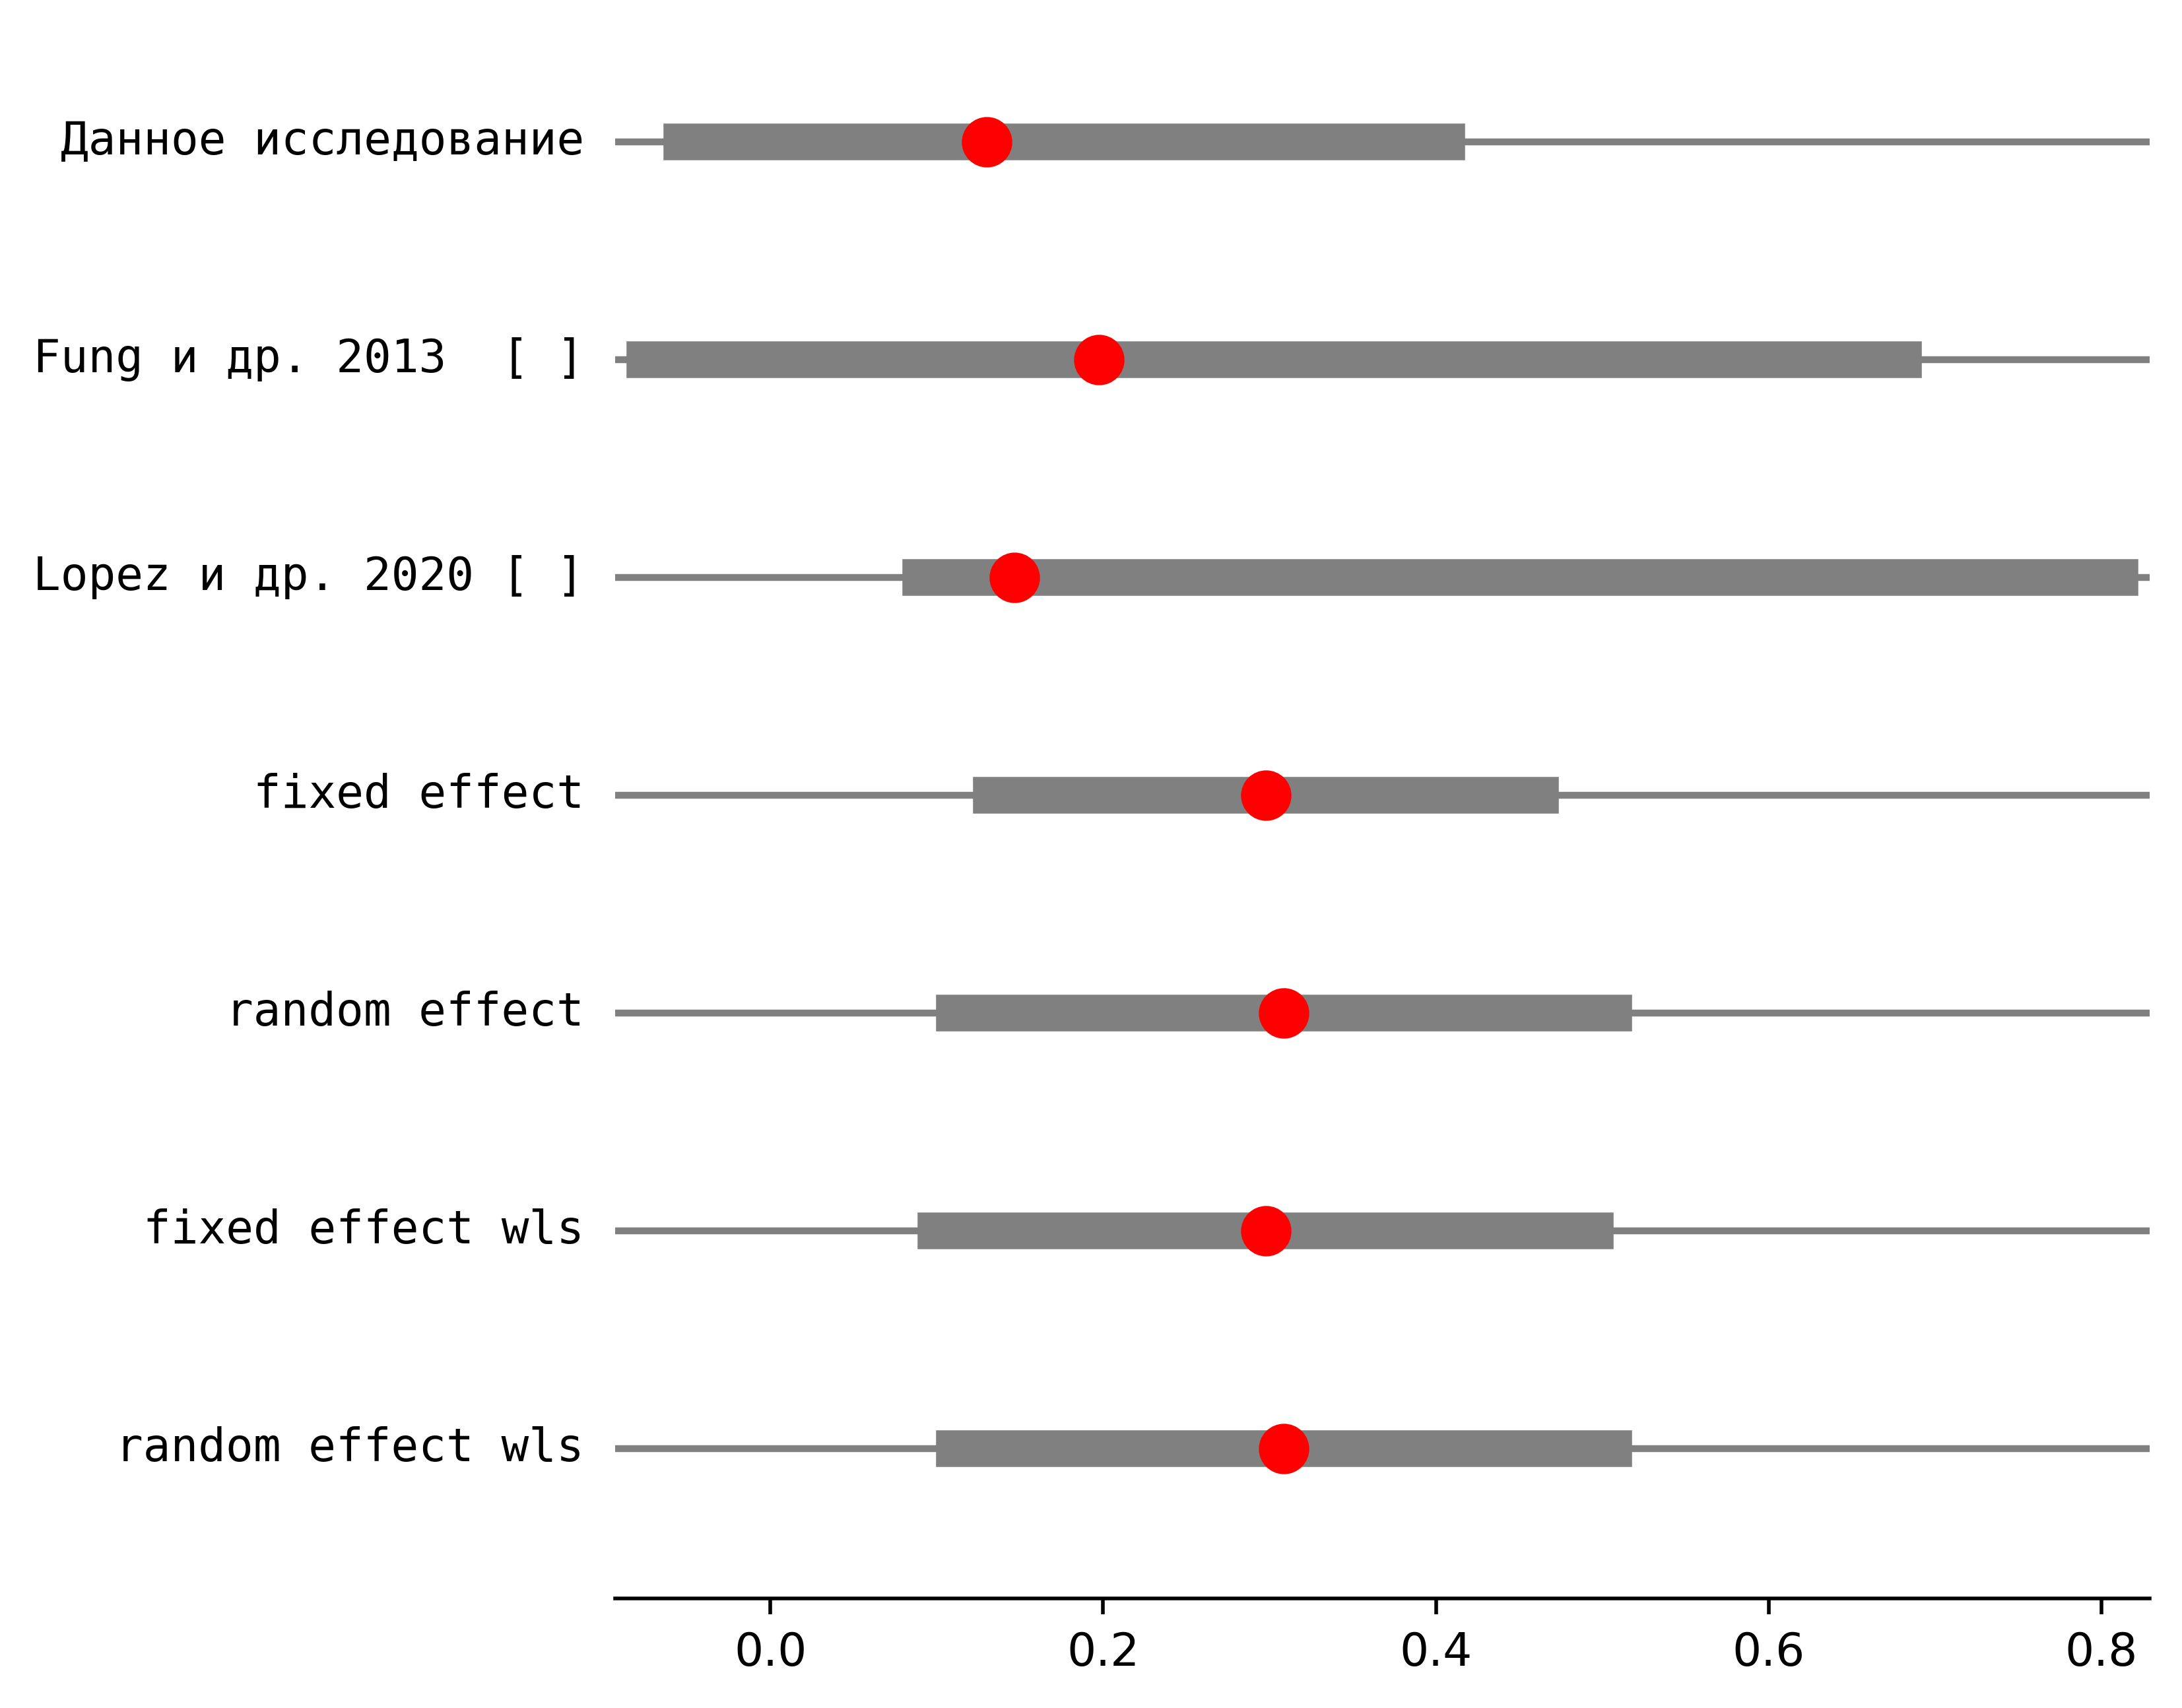 Данное исследование
Fung и др. 2013  [ ]
Lopez и др. 2020 [ ]
fixed effect
random effect
fixed effect wls
random effect wls
0.0 0.2 0.4 0.6 0.8